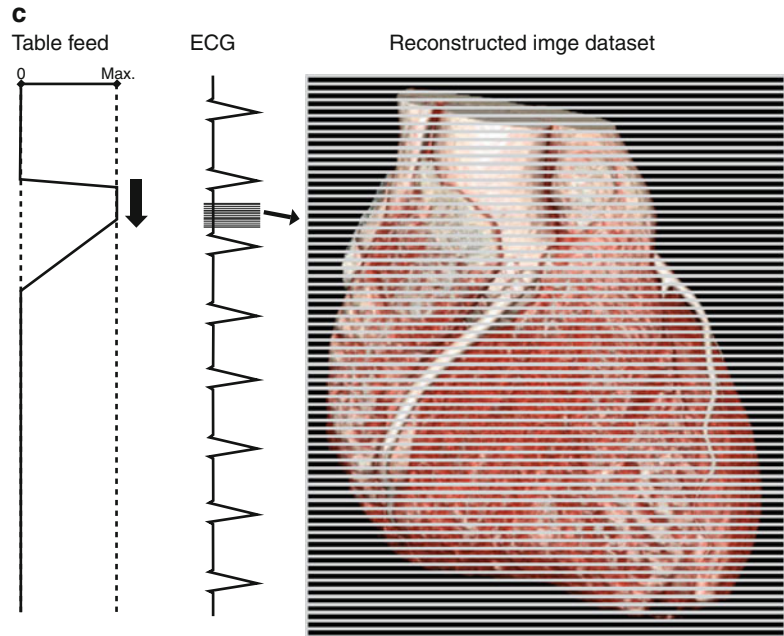 c
Table feed
ECG
Reconstructed imge dataset
0
Max.